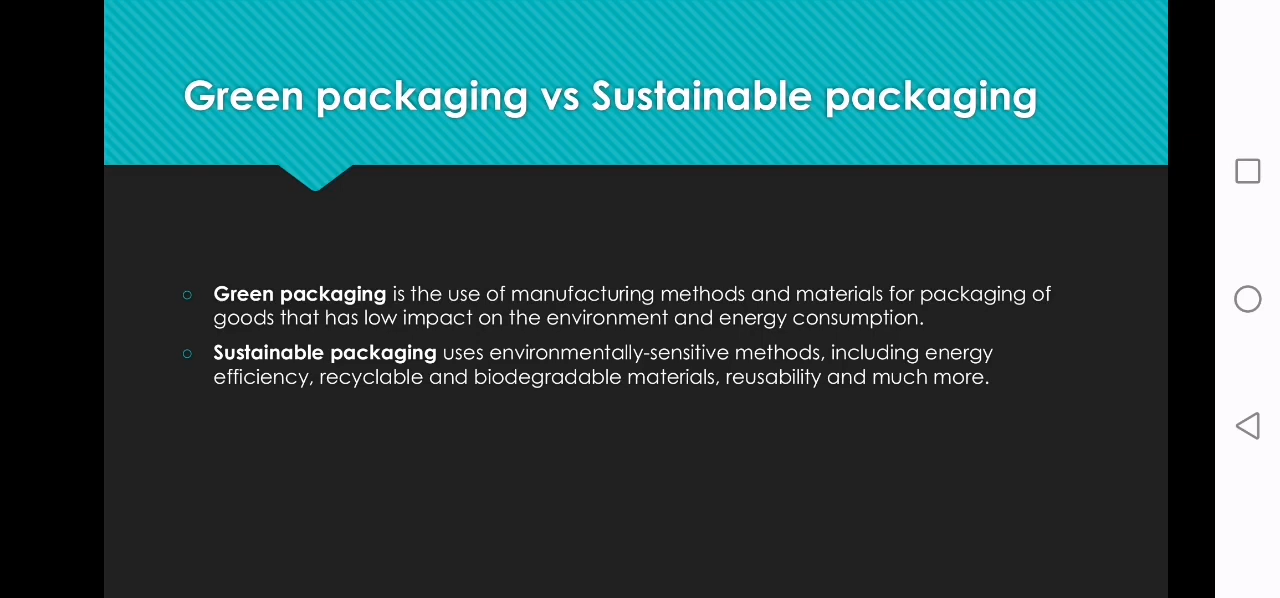 Green packaging vs Sustainable packaging
Green packaging is the use of manufacturing methods and materials for packaging of
goods that has low impact on the environment and energy consumption.
Sustainable packaging uses environmentally-sensitive methods, including energy
efficiency, recyclable and biodegradable materials, reusability and much more.